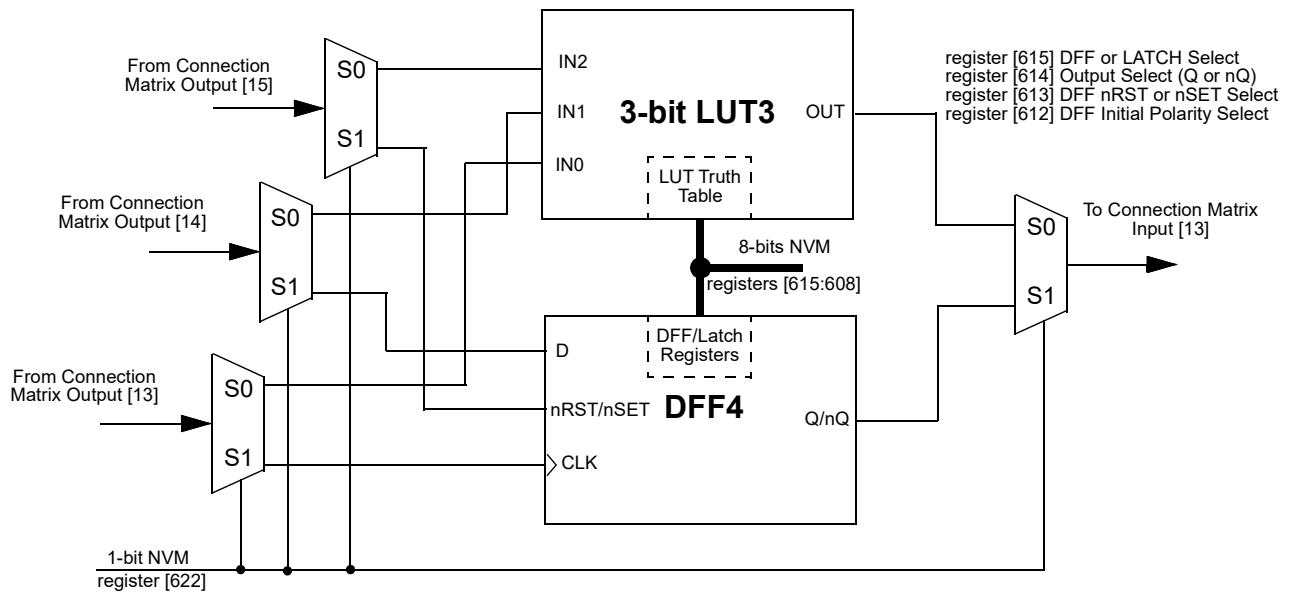 From Connection
Matrix Output [15]
S0
S1
IN2
IN1
IN0
3-bit LUT3
OUT
LUT Truth
Table
register [615] DFF or LATCH Select
register [614] Output Select (Q or nQ)
register [613] DFF nRST or nSET Select
register [612] DFF Initial Polarity Select
From Connection
Matrix Output [14]
S0
S1
8-bits NVM
registers [615:608]
S0
S1
To Connection Matrix
Input [13]
From Connection
Matrix Output [13]
S0
S1
DFF/Latch
Registers
D
nRST/nSET
DFF4
Q/nQ
CLK
1-bit NVM
register [622]